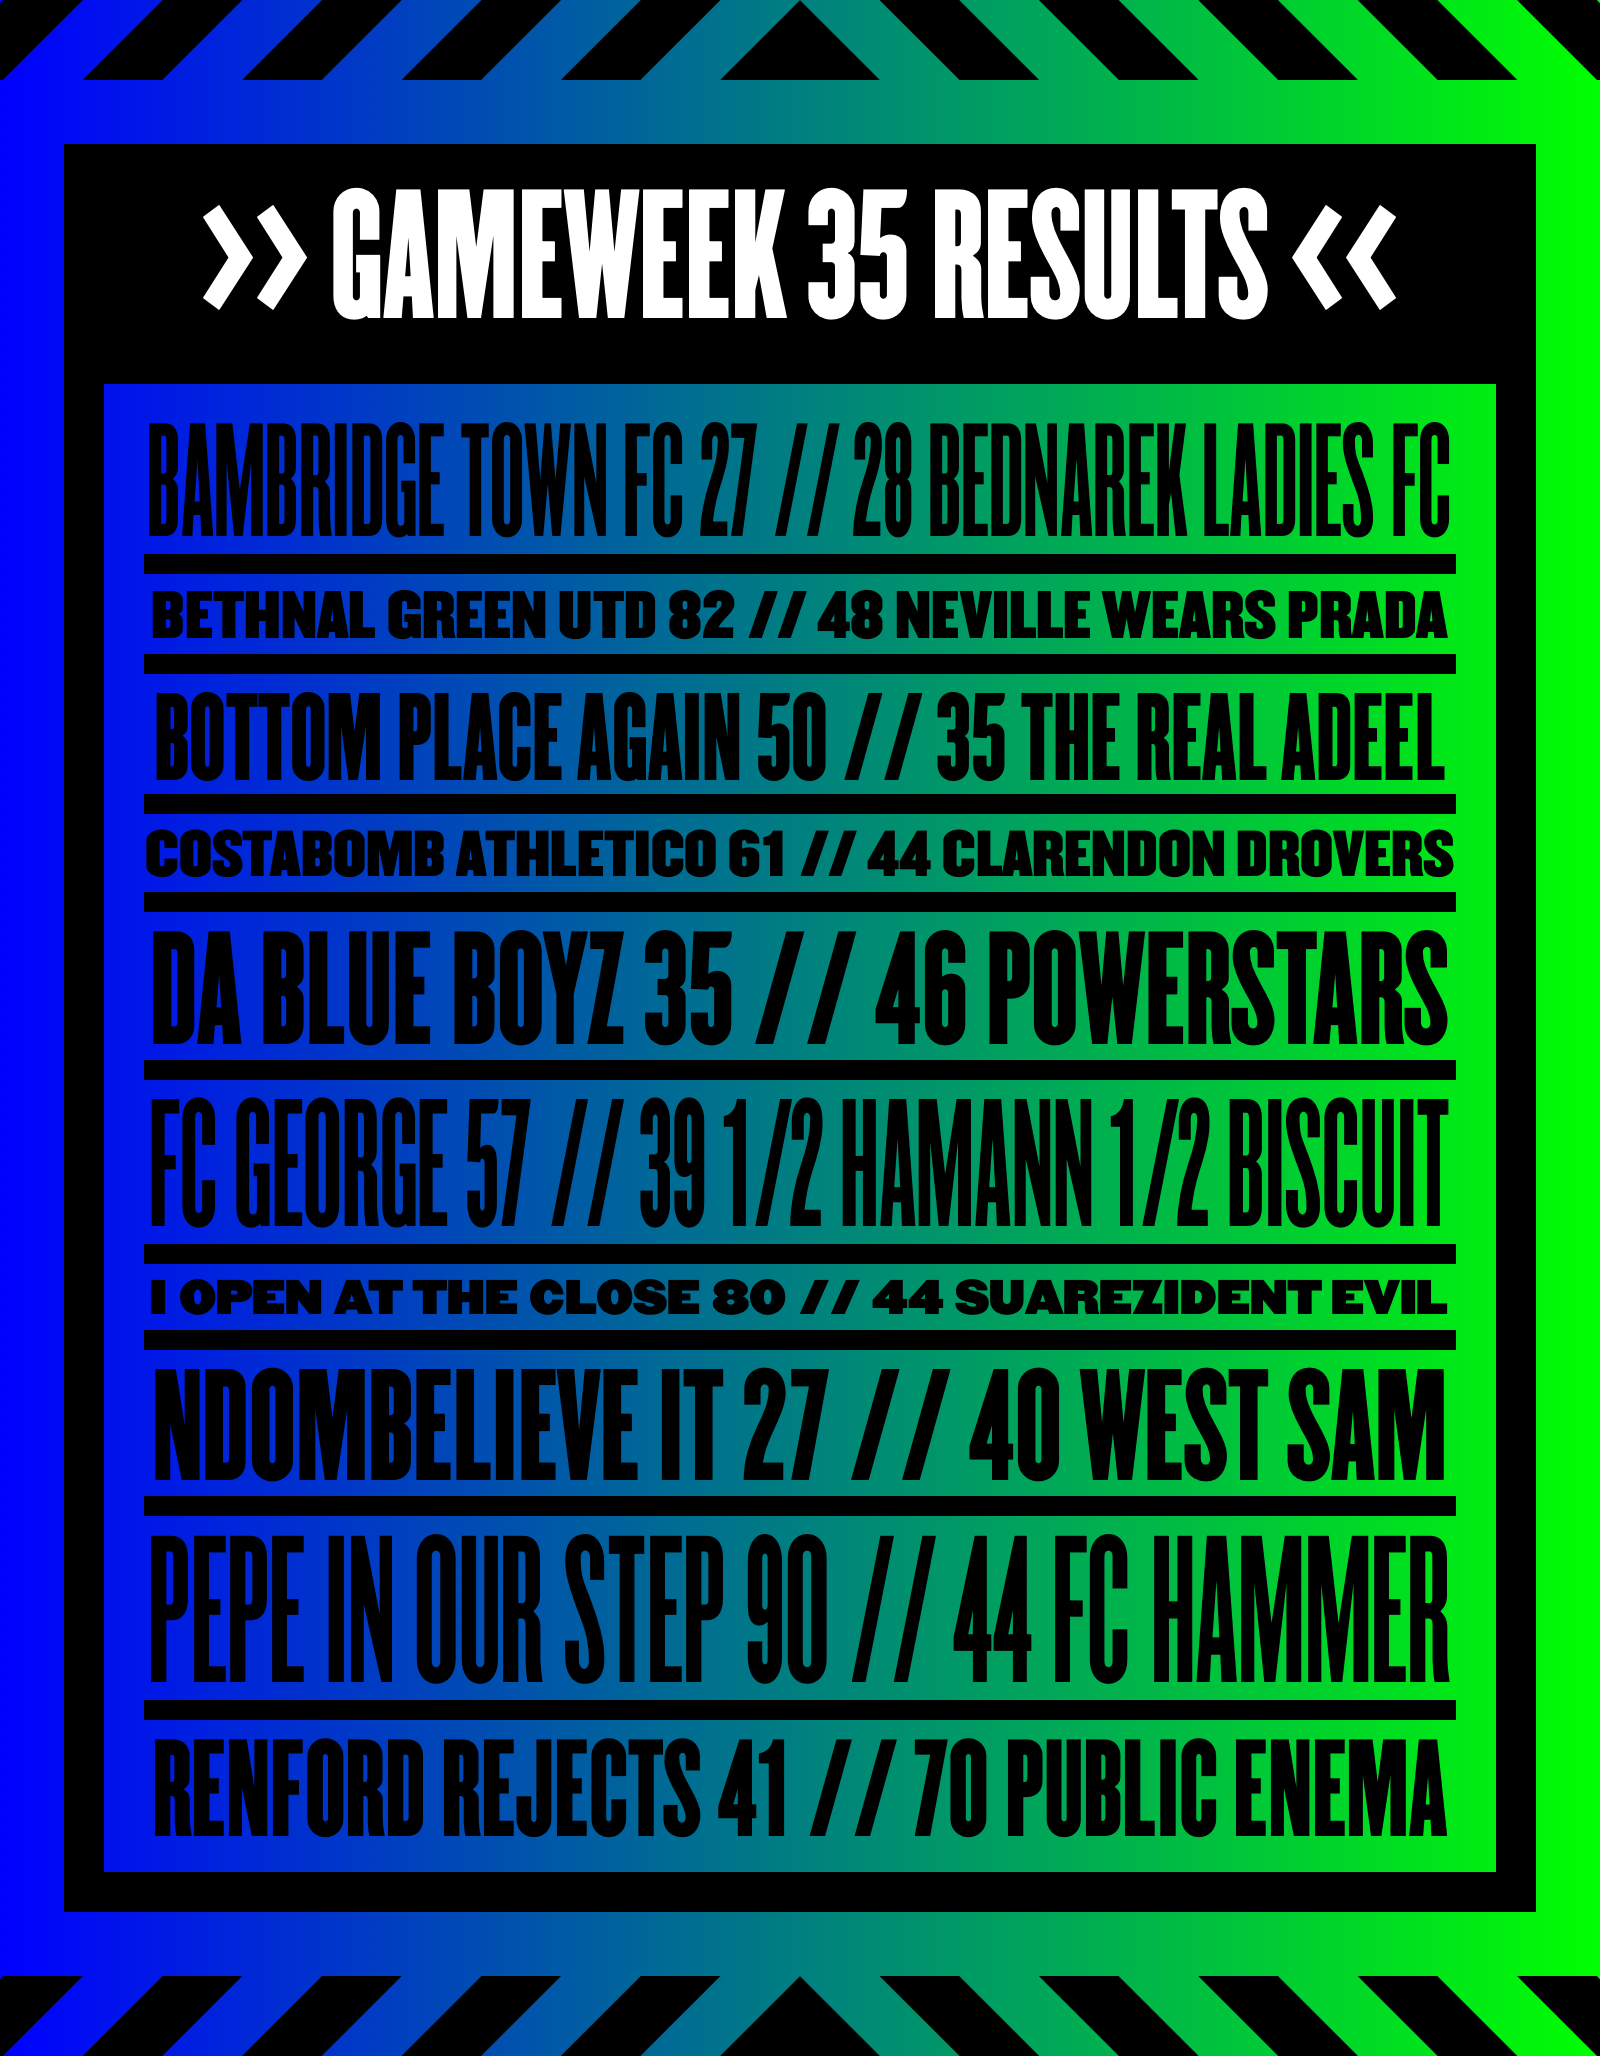 >> GAMEWEEK 35 RESULTS <<
BAMBRIDGE TOWN FC 27 // 28 BEDNAREK LADIES FC
BETHNAL GREEN UTD 82 // 48 NEVILLE WEARS PRADA
BOTTOM PLACE AGAIN 50 // 35 THE REAL ADEEL
COSTABOMB ATHLETICO 61 // 44 CLARENDON DROVERS
DA BLUE BOYZ 35 // 46 POWERSTARS
FC GEORGE 57 // 39 1/2 HAMANN 1/2 BISCUIT
I OPEN AT THE CLOSE 80 // 44 SUAREZIDENT EVIL
NDOMBELIEVE IT 27 // 40 WEST SAM
PEPE IN OUR STEP 90 // 44 FC HAMMER
RENFORD REJECTS 41 // 70 PUBLIC ENEMA